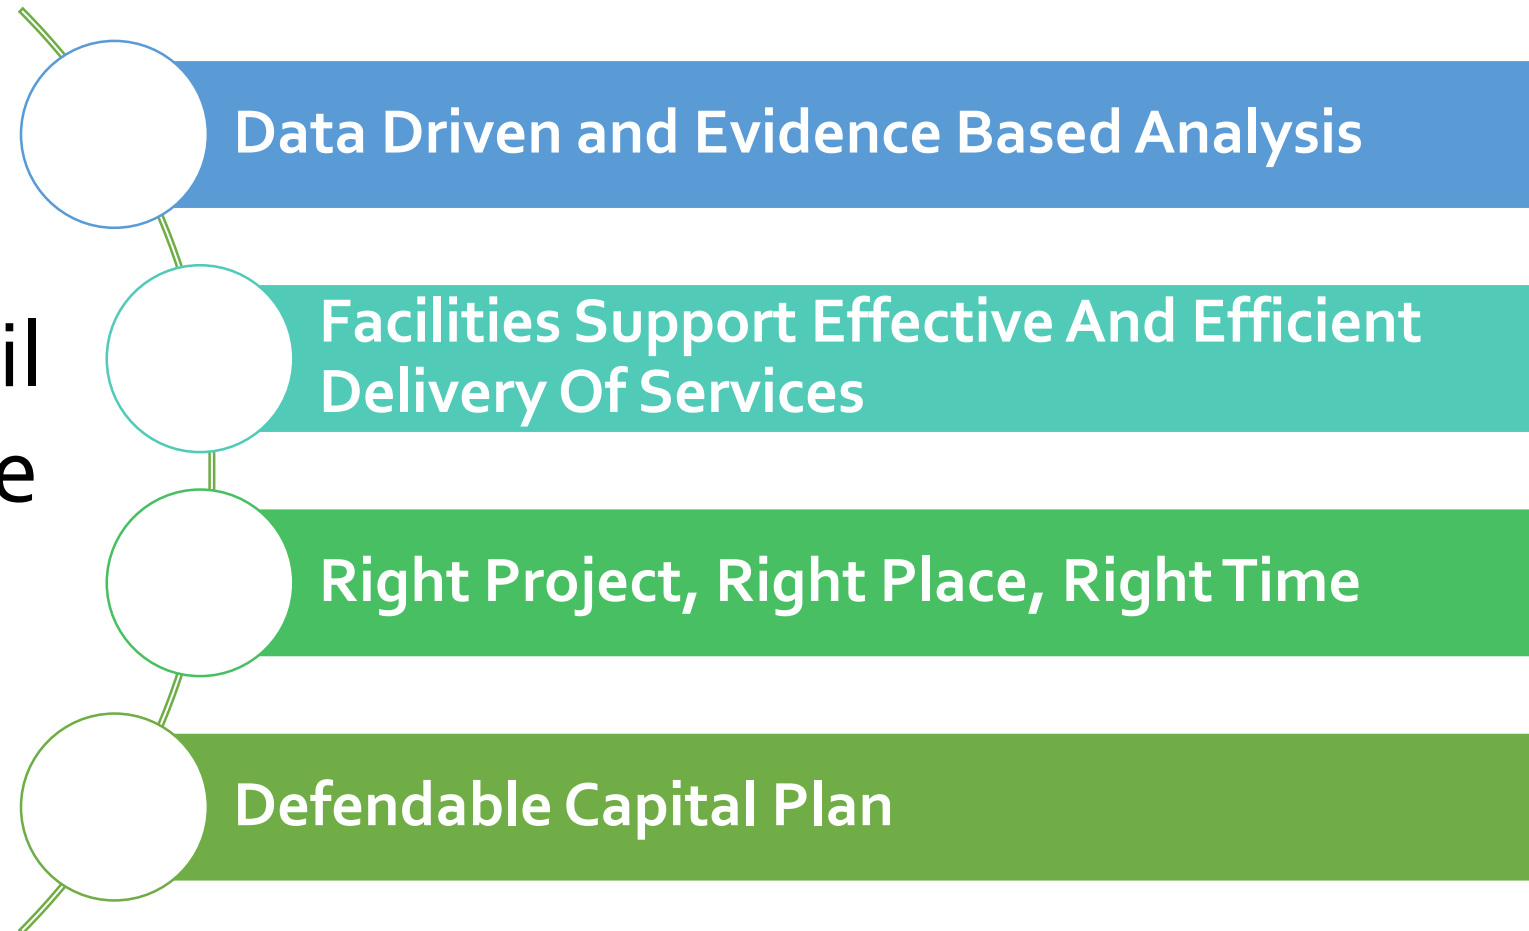 Data Driven and Evidence Based Analysis
Facilities Support Effective And Efficient
Delivery Of Services
Right Project, Right Place, Right Time
Defendable Capital Plan